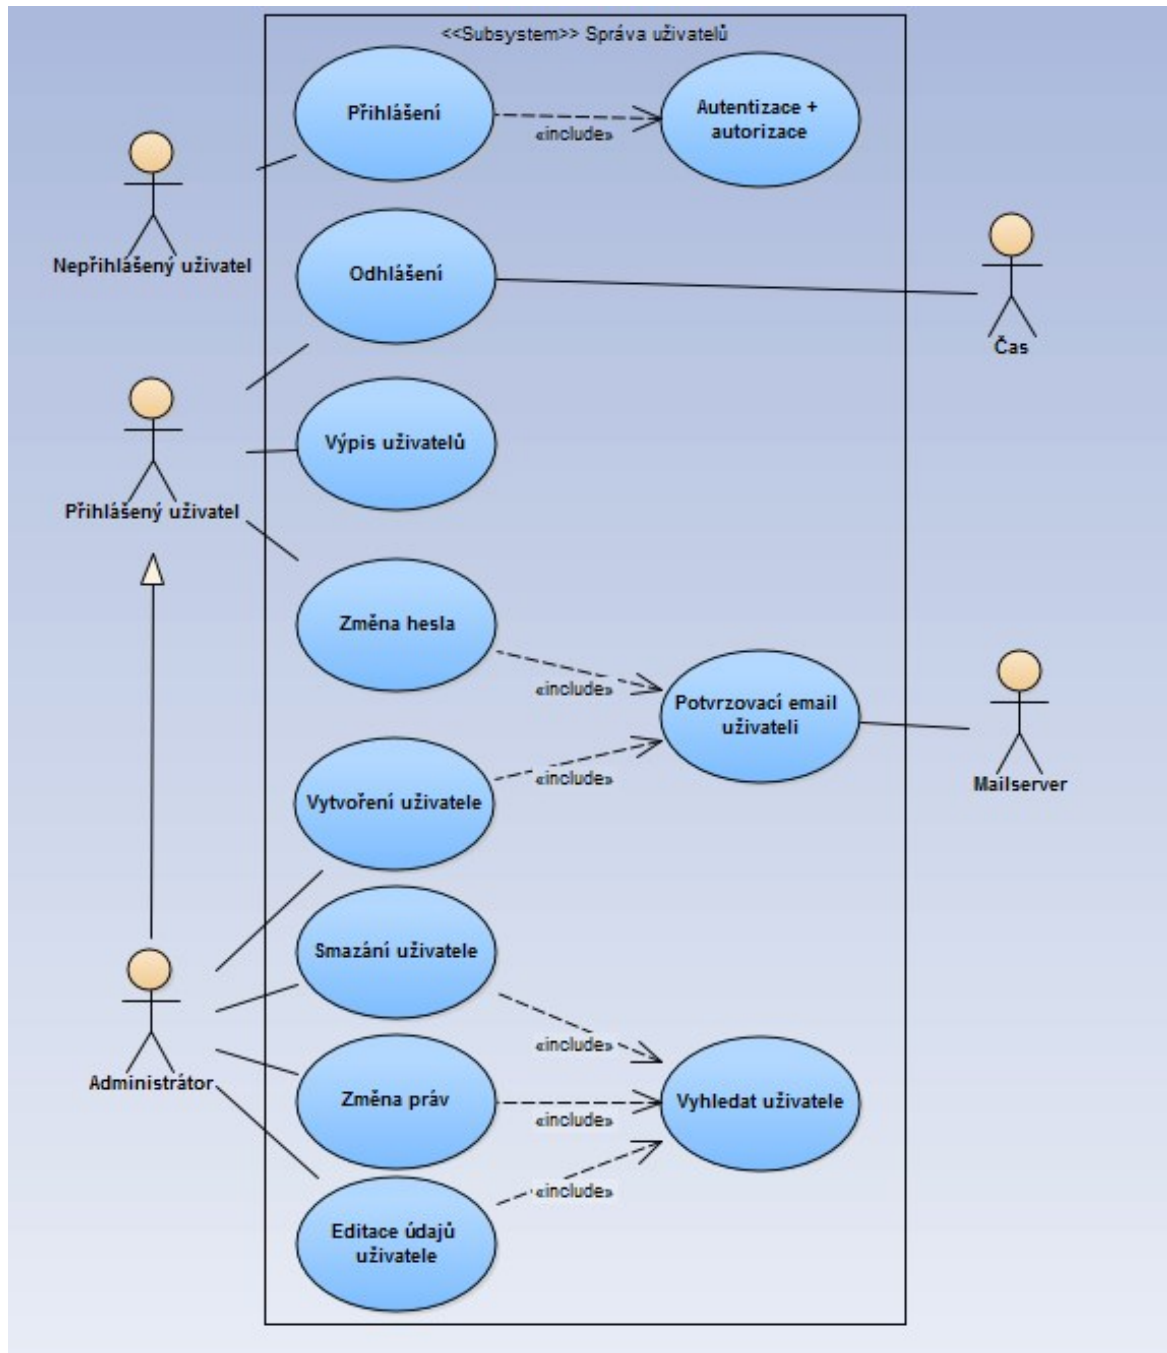 <<Subsystem>> Správa uživatelů
Přihlášení
Autentizace +
autorizace
«include»
Nepřihlášený uživatel
Odhlášení
Čas
Výpis uživatelů
Přihlášený uživatel
Změna hesla
«include»
Potvrzovací email
uživateli
Mailserver
«include»
Vytvoření uživatele
Smazání uživatele
«include»
Administrátor
Změna práv
Vyhledat uživatele
«include»
«include»
Editace údajů
uživatele